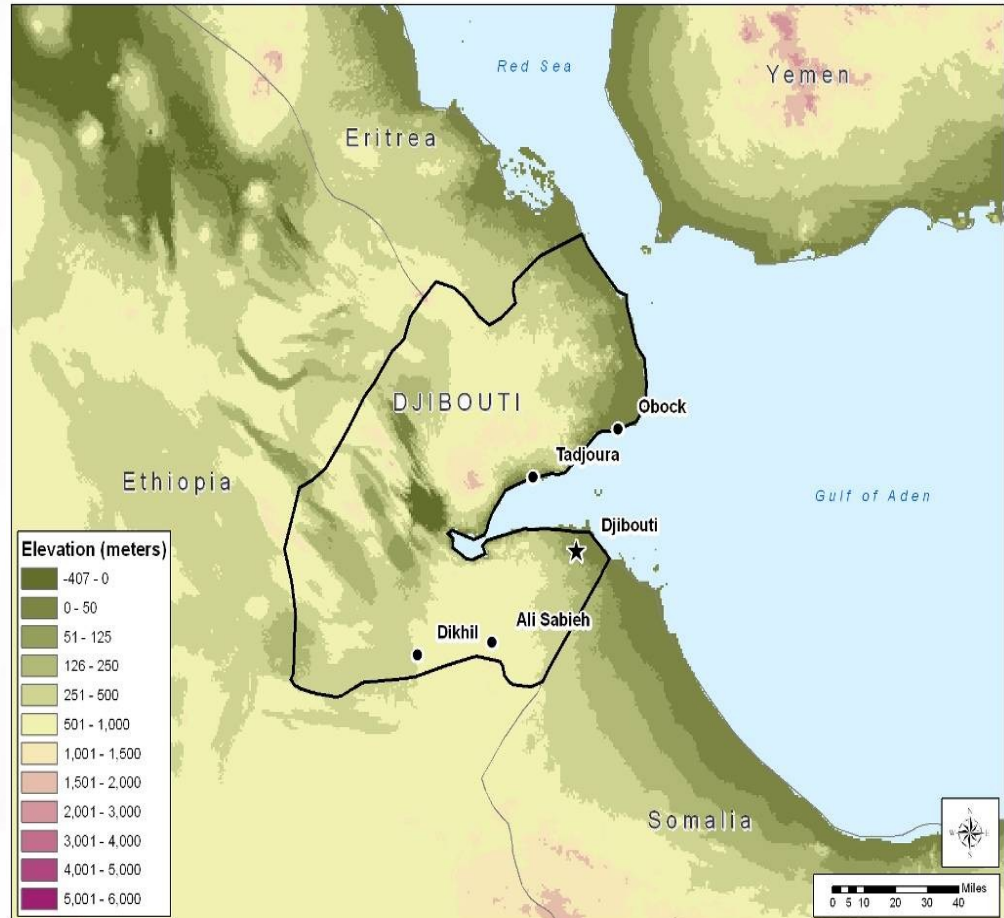 Red Sea
Yemen
Eritrea
DJIBOUTI
Obock
Tadjoura
Ethiopia
Gulf of Aden
Djibouti
Elevation (meters)
-407 - 0
0 - 50
51 - 125
126 - 250
251 - 500
501 - 1,000
1,001 - 1,500
1,501 - 2,000
2,001 - 3,000
3,001 - 4,000
4,001 - 5,000
5,001 - 6,000
Ali Sabieh
Dikhil
Somalia
N
W E
S
Miles
0 5 10 20 30 40